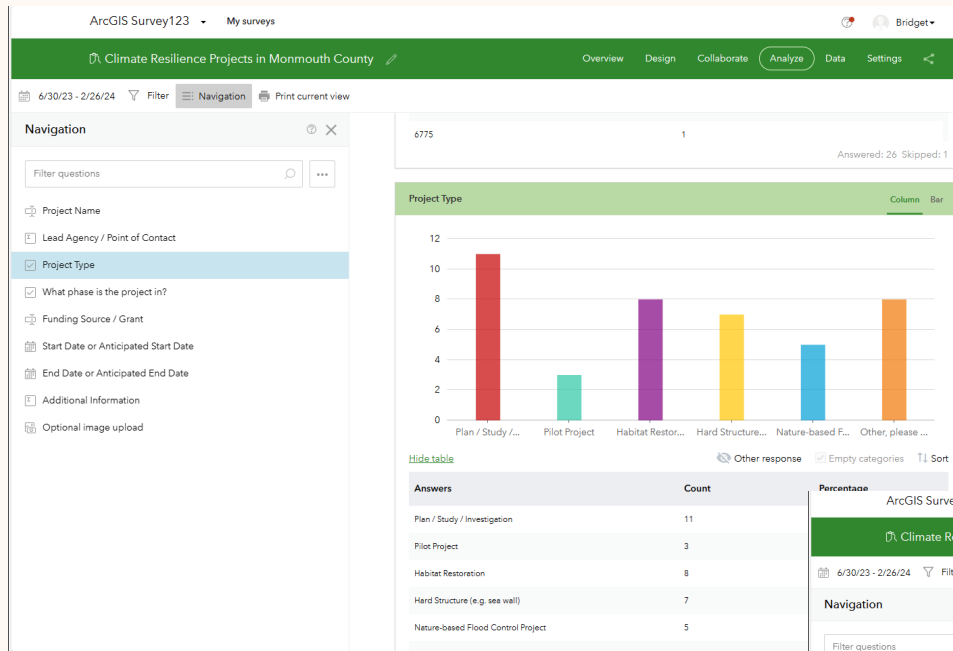 ArcGIS Survey123 My surveys Bridget
Climate Resilience Projects in Monmouth County Overview Design Collaborate Analyze Data Settings
6/30/23 - 2/26/24 Filter Navigation Print current view
Navigation
Filter questions ...
Project Name
Lead Agency / Point of Contact
Project Type
What phase is the project in?
Funding Source / Grant
Start Date or Anticipated Start Date
End Date or Anticipated End Date
Additional Information
Optional image upload
6775 1
Answered: 26 Skipped: 1
Project Type Column Bar
12
10
8
6
4
2
0
Plan / Study /... Pilot Project Habitat Restor... Hard Structure... Nature-based F... Other, please ...
Hide table Other response Empty categories Sort
Answers Count Percentage
Plan / Study / Investigation 11
Pilot Project 3
Habitat Restoration 8
Hard Structure (e.g. sea wall) 7
Nature-based Flood Control Project 5
ArcGIS Surve
Climate Re
6/30/23 - 2/26/24 Filt
Navigation
Filter questions